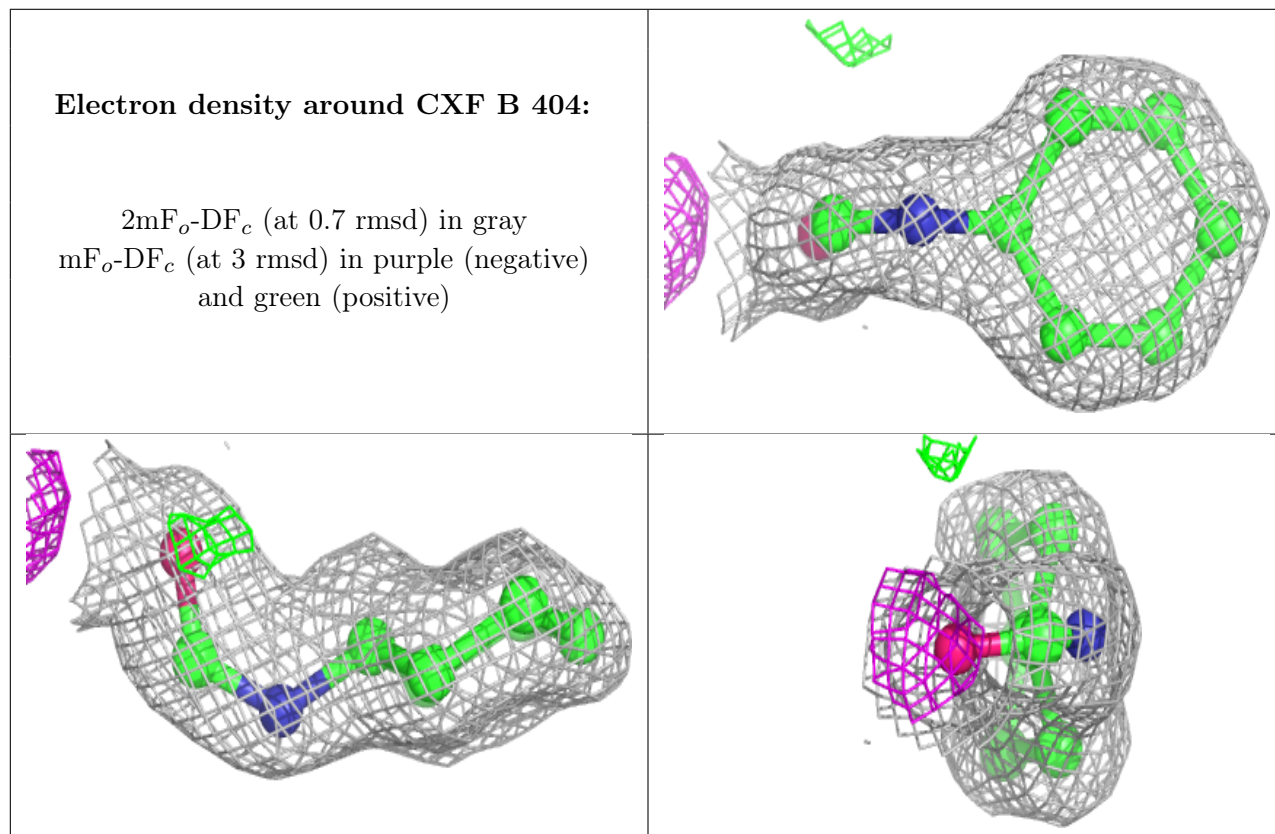 Electron density around CXF B 404:
2mFo-DFc (at 0.7 rmsd) in gray
mFo-DFc (at 3 rmsd) in purple (negative)
and green (positive)